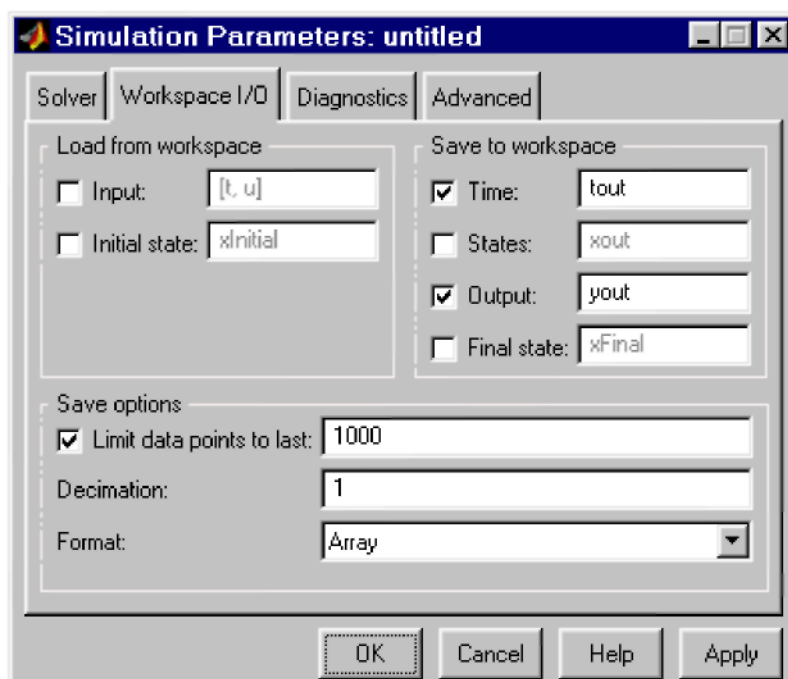 Simulation Parameters: untitled
Solver Workspace I/O Diagnostics Advanced
Load from workspace
Input: [t, u]
Initial state: xInitial
Save to workspace
Time: tout
States: xout
Output: yout
Final state: xFinal
Save options
Limit data points to last: 1000
Decimation: 1
Format: Array
OK Cancel Help Apply